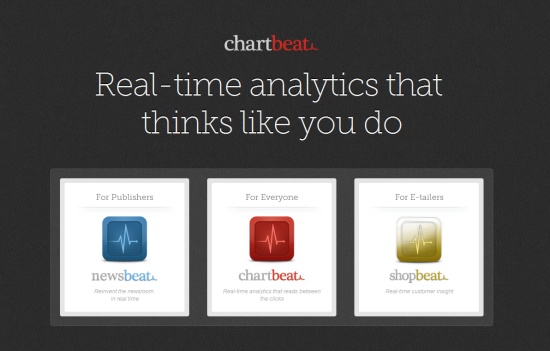 chartbeat
Real-time analytics that
thinks like you do
For Publishers
newsbeat
Reinvent the newsroom
in real time
For Everyone
chartbeat
Real-time analytics that reads between
the clicks
For E-tailers
shopbeat
Real-time customer insight